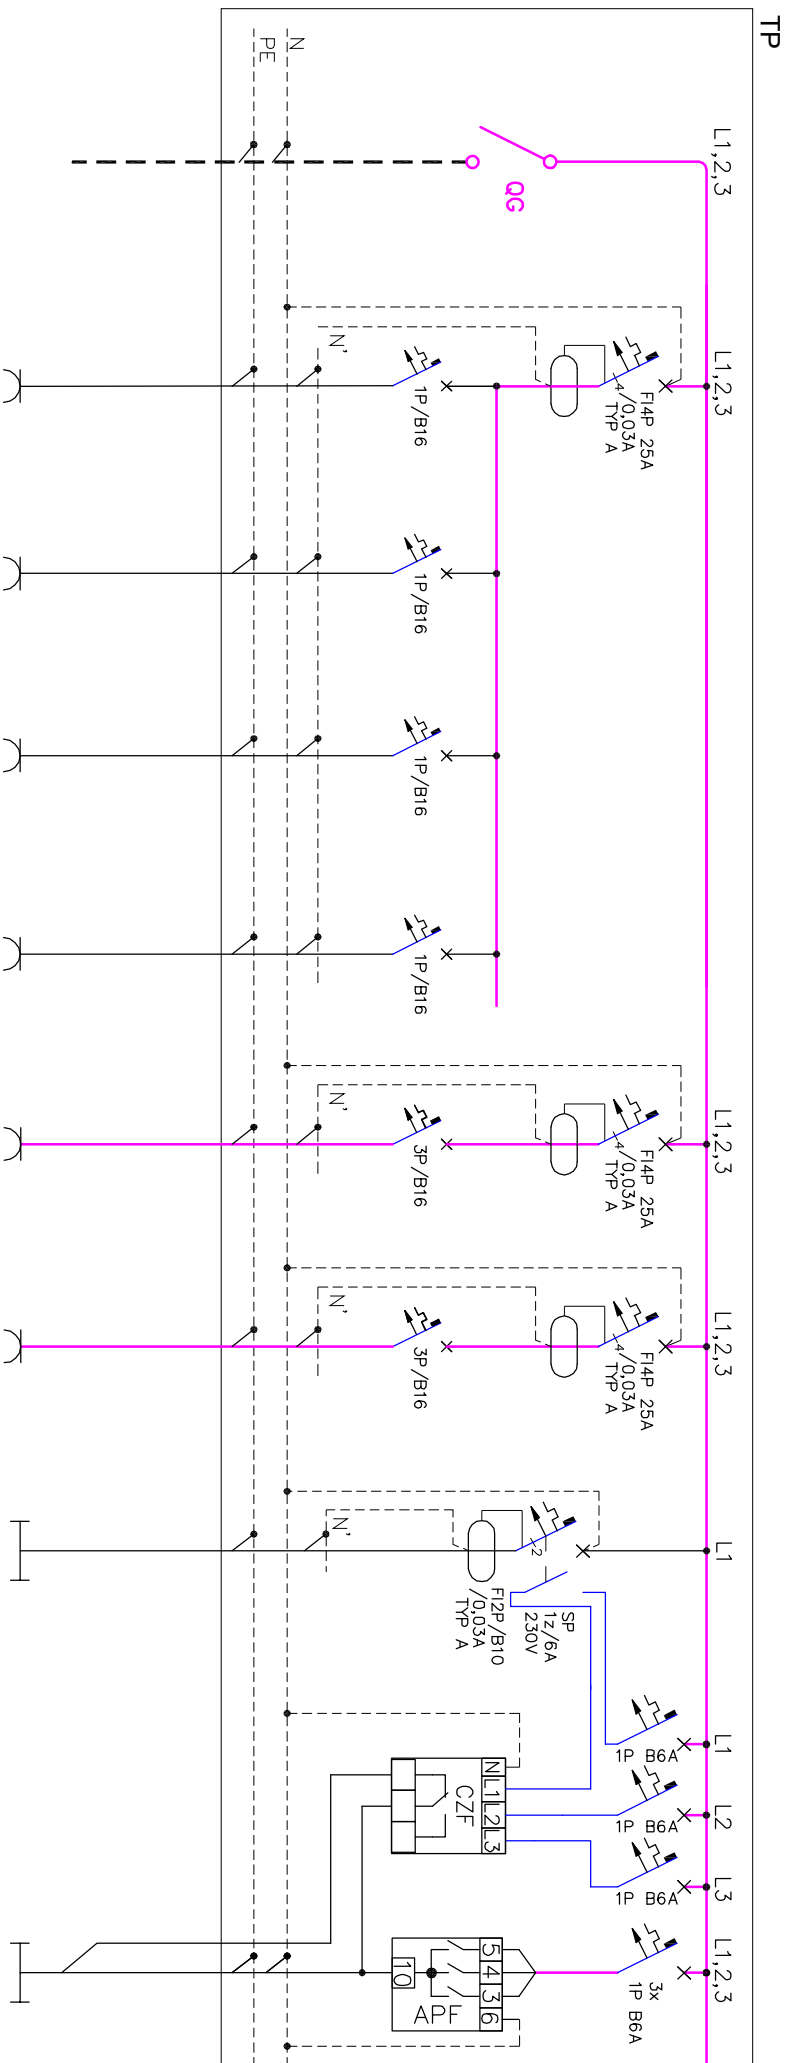 TP
L1,2,3
N
PE
QG
L1,2,3
FI4P 25A
/0,03A
TYP A
4
N'
1P/B16
1P/B16
1P/B16
1P/B16
L1,2,3
FI4P 25A
/0,03A
TYP A
4
N'
3P/B16
L1,2,3
FI4P 25A
/0,03A
TYP A
4
N'
3P/B16
L1
2
N'
FI2P/B10
/0,03A
TYP A
SP
1z/6A
230V
L1
1P B6A
L2
1P B6A
L3
1P B6A
N L1 L2 L3
CZF
L1,2,3
3x
1P B6A
5 4 3 6
10
APF